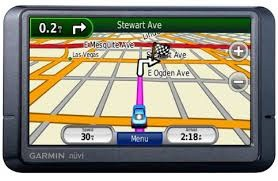 Stewart Ave
0.2
E Mesquite Ave
Las Vegas
E Ogden Ave
Speed
30
Menu
Arrival
2:18
GARMIN nüvi